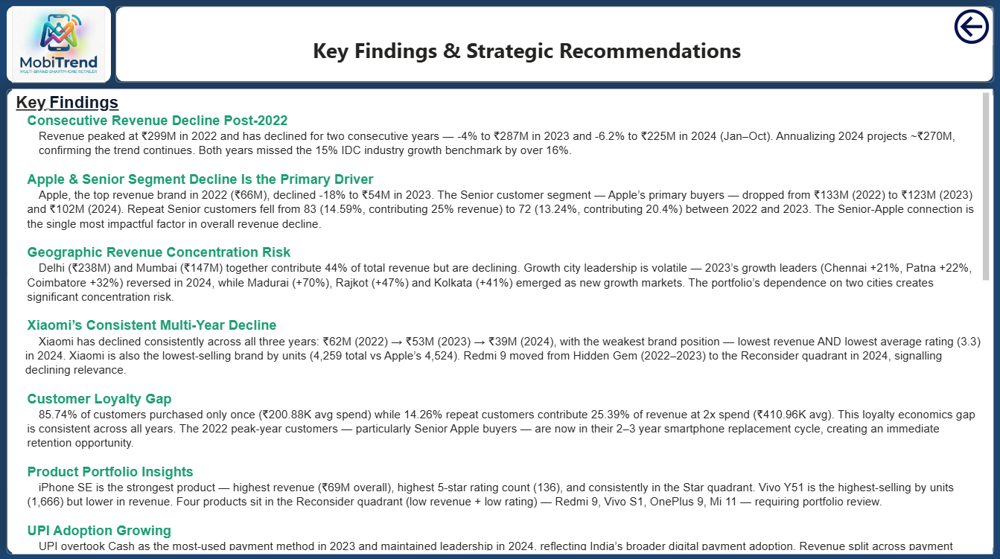 MobiTrend
MULTI-BRAND SMARTPHONE RETAILER
Key Findings & Strategic Recommendations
Key Findings
Consecutive Revenue Decline Post-2022
Revenue peaked at ₹299M in 2022 and has declined for two consecutive years — -4% to ₹287M in 2023 and -6.2% to ₹225M in 2024 (Jan–Oct). Annualizing 2024 projects ~₹270M,
confirming the trend continues. Both years missed the 15% IDC industry growth benchmark by over 16%.
Apple & Senior Segment Decline Is the Primary Driver
Apple, the top revenue brand in 2022 (₹66M), declined -18% to ₹54M in 2023. The Senior customer segment — Apple’s primary buyers — dropped from ₹133M (2022) to ₹123M (2023)
and ₹102M (2024). Repeat Senior customers fell from 83 (14.59%, contributing 25% revenue) to 72 (13.24%, contributing 20.4%) between 2022 and 2023. The Senior-Apple connection is
the single most impactful factor in overall revenue decline.
Geographic Revenue Concentration Risk
Delhi (₹238M) and Mumbai (₹147M) together contribute 44% of total revenue but are declining. Growth city leadership is volatile — 2023’s growth leaders (Chennai +21%, Patna +22%,
Coimbatore +32%) reversed in 2024, while Madurai (+70%), Rajkot (+47%) and Kolkata (+41%) emerged as new growth markets. The portfolio’s dependence on two cities creates
significant concentration risk.
Xiaomi’s Consistent Multi-Year Decline
Xiaomi has declined consistently across all three years: ₹62M (2022) → ₹53M (2023) → ₹39M (2024), with the weakest brand position — lowest revenue AND lowest average rating (3.3)
in 2024. Xiaomi is also the lowest-selling brand by units (4,259 total vs Apple’s 4,524). Redmi 9 moved from Hidden Gem (2022–2023) to the Reconsider quadrant in 2024, signalling
declining relevance.
Customer Loyalty Gap
85.74% of customers purchased only once (₹200.88K avg spend) while 14.26% repeat customers contribute 25.39% of revenue at 2x spend (₹410.96K avg). This loyalty economics gap
is consistent across all years. The 2022 peak-year customers — particularly Senior Apple buyers — are now in their 2–3 year smartphone replacement cycle, creating an immediate
retention opportunity.
Product Portfolio Insights
iPhone SE is the strongest product — highest revenue (₹69M overall), highest 5-star rating count (136), and consistently in the Star quadrant. Vivo Y51 is the highest-selling by units
(1,666) but lower in revenue. Four products sit in the Reconsider quadrant (low revenue + low rating) — Redmi 9, Vivo S1, OnePlus 9, Mi 11 — requiring portfolio review.
UPI Adoption Growing
UPI overtook Cash as the most-used payment method in 2023 and maintained leadership in 2024, reflecting India’s broader digital payment adoption. Revenue split across payment